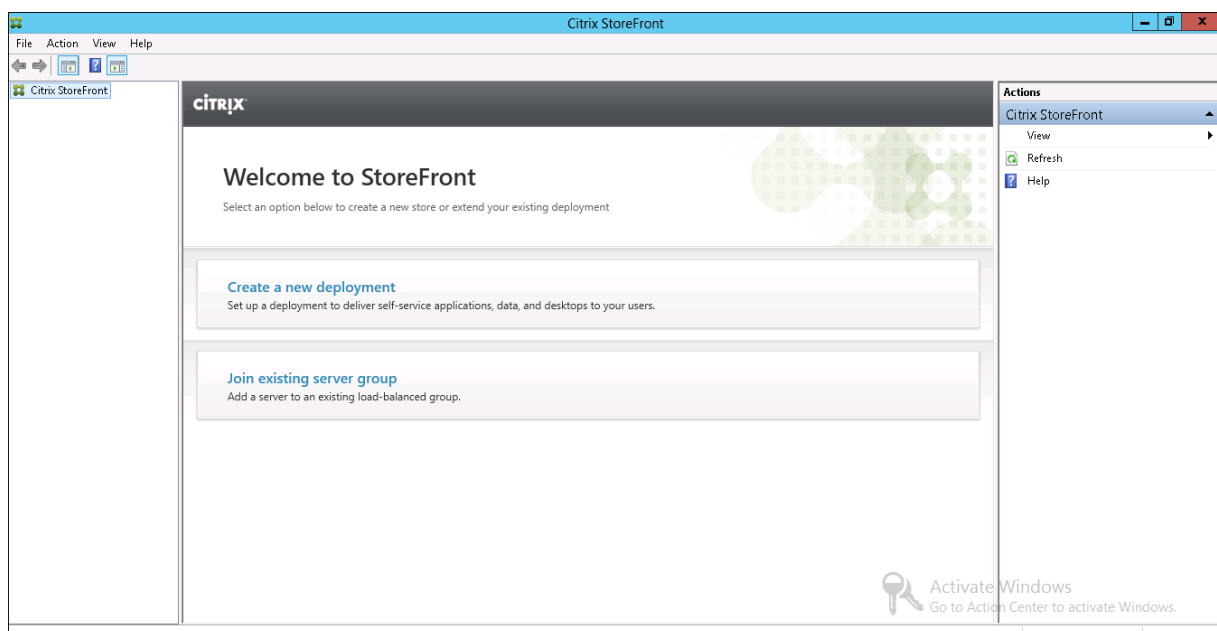 Citrix StoreFront
File Action View Help
Citrix StoreFront
CİTRIX
Welcome to StoreFront
Select an option below to create a new store or extend your existing deployment
Create a new deployment
Set up a deployment to deliver self-service applications, data, and desktops to your users.
Join existing server group
Add a server to an existing load-balanced group.
Actions
Citrix StoreFront
View
Refresh
Help
Activate Windows
Go to Action Center to activate Windows.